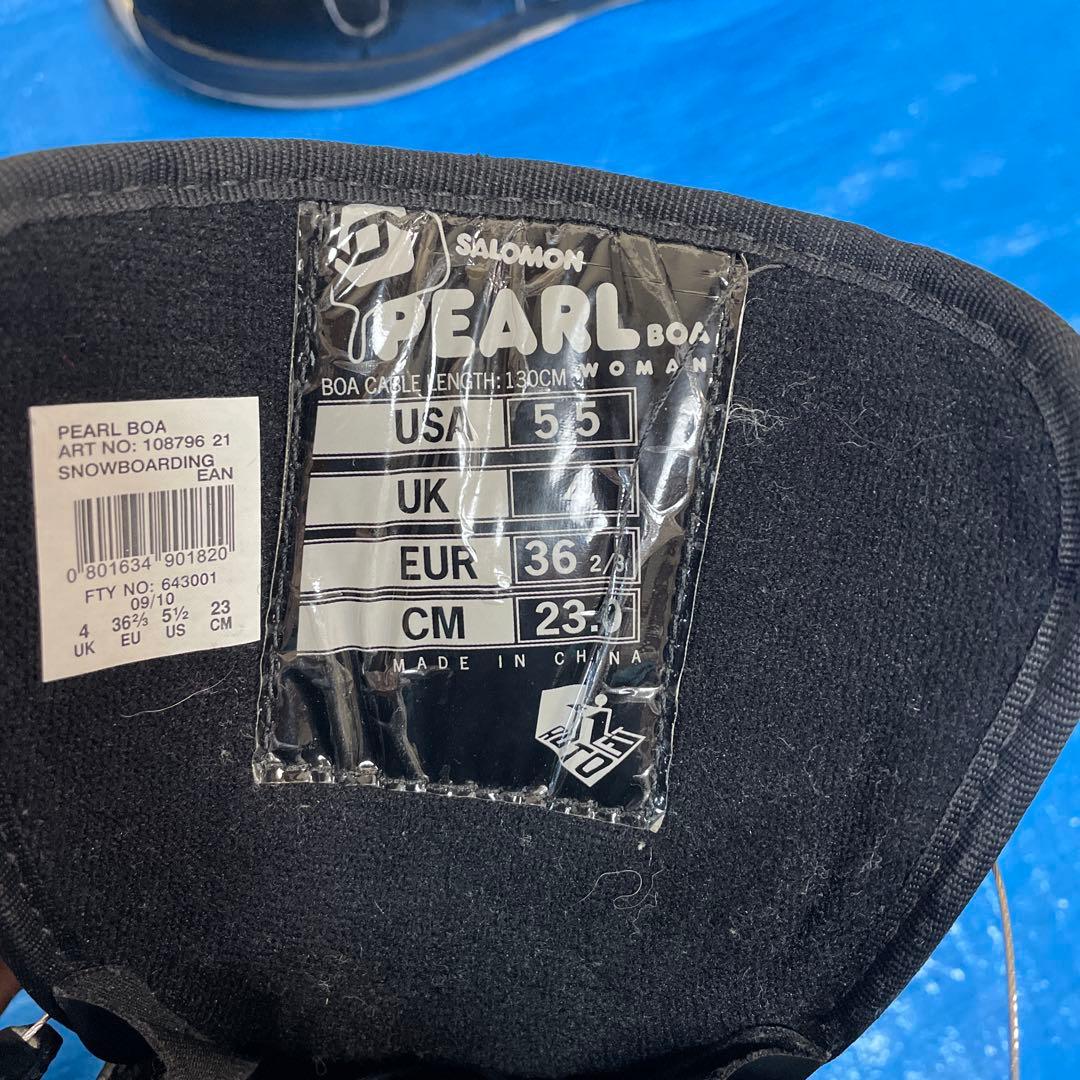 SALOMON
PEARL BOA
WOMAN
BOA CABLE LENGTH: 130CM
USA 5.5
UK 4
EUR 36 2/3
CM 23.0
MADE IN CHINA
AUTOFIT
PEARL BOA
ART NO: 108796 21
SNOWBOARDING
EAN
0 801634 901820
FTY NO: 643001
09/10
4 36⅔ 5½ 23
UK EU US CM